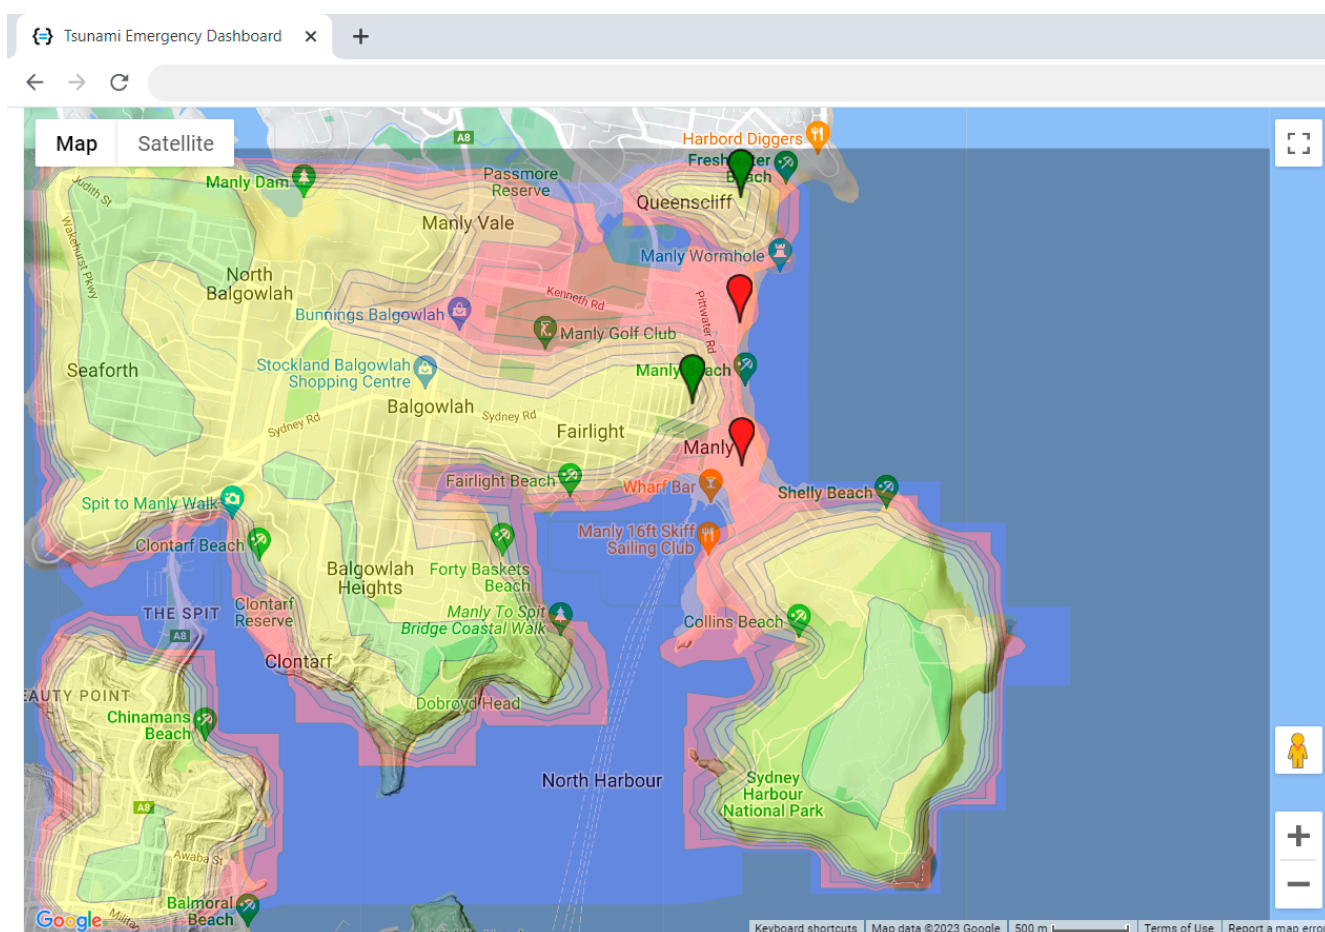 {=} Tsunami Emergency Dashboard
Map
Satellite
A8
Harbord Diggers
Freshwater
Beach
Judith St
Manly Dam
Passmore
Reserve
Queenscliff
Wakehurst Pkwy
Manly Vale
Manly Wormhole
North
Balgowlah
Kenneth Rd
Pittwater Rd
Bunnings Balgowlah
Manly Golf Club
Seaforth
Stockland Balgowlah
Shopping Centre
Manly Beach
Balgowlah
Sydney Rd
Sydney Rd
Fairlight
Manly
Fairlight Beach
Wharf Bar
Shelly Beach
Spit to Manly Walk
Manly 16ft Skiff
Sailing Club
Clontarf Beach
Balgowlah
Heights
Forty Baskets
Beach
THE SPIT
Clontarf
Reserve
Manly To Spit
Bridge Coastal Walk
Collins Beach
A8
Clontarf
EAUTY POINT
Dobroyd Head
Chinamans
Beach
North Harbour
Sydney
Harbour
National Park
A8
Awaba St
Balmoral
Beach
Google
Keyboard shortcuts
Map data ©2023 Google
500 m
Terms of Use
Report a map error